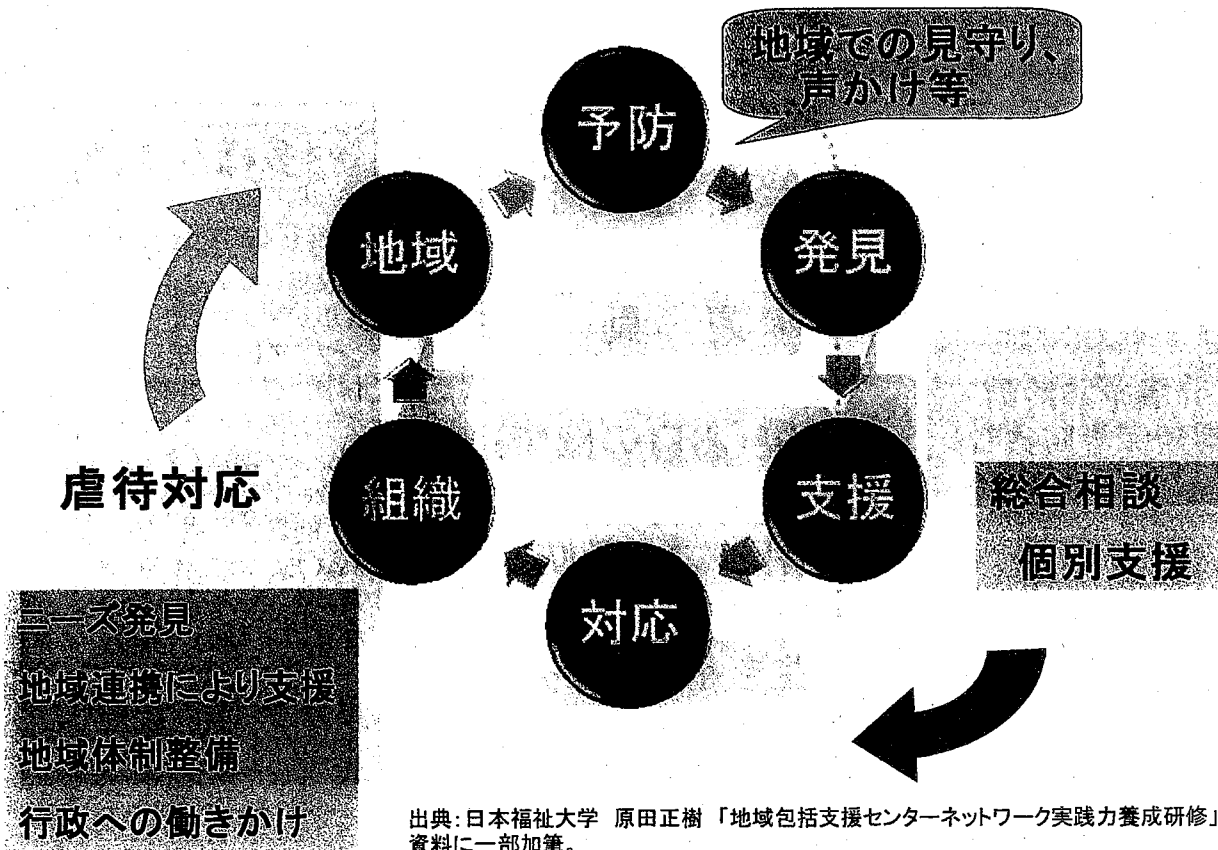 地域での見守り、
声かけ等
予防
地域
発見
虐待対応
組織
支援
総合相談
個別支援
対応
ニーズ発見
地域連携により支援
地域体制整備
行政への働きかけ
出典:日本福祉大学 原田正樹 「地域包括支援センターネットワーク実践力養成研修」
資料に一部加筆。